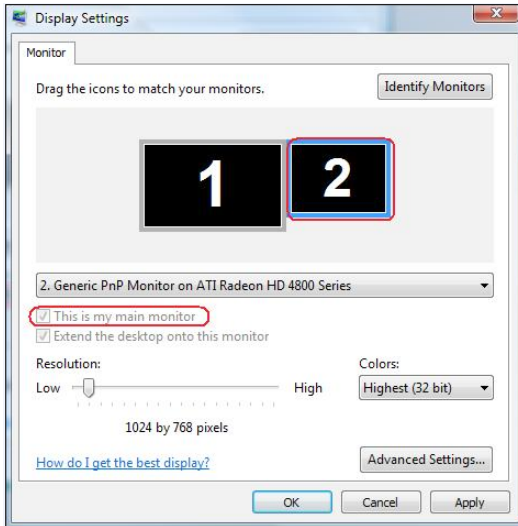 Display Settings
Monitor
Drag the icons to match your monitors.
Identify Monitors
1
2
2. Generic PnP Monitor on ATI Radeon HD 4800 Series
This is my main monitor
Extend the desktop onto this monitor
Resolution:
Colors:
Low
High
Highest (32 bit)
1024 by 768 pixels
How do I get the best display?
Advanced Settings...
OK
Cancel
Apply